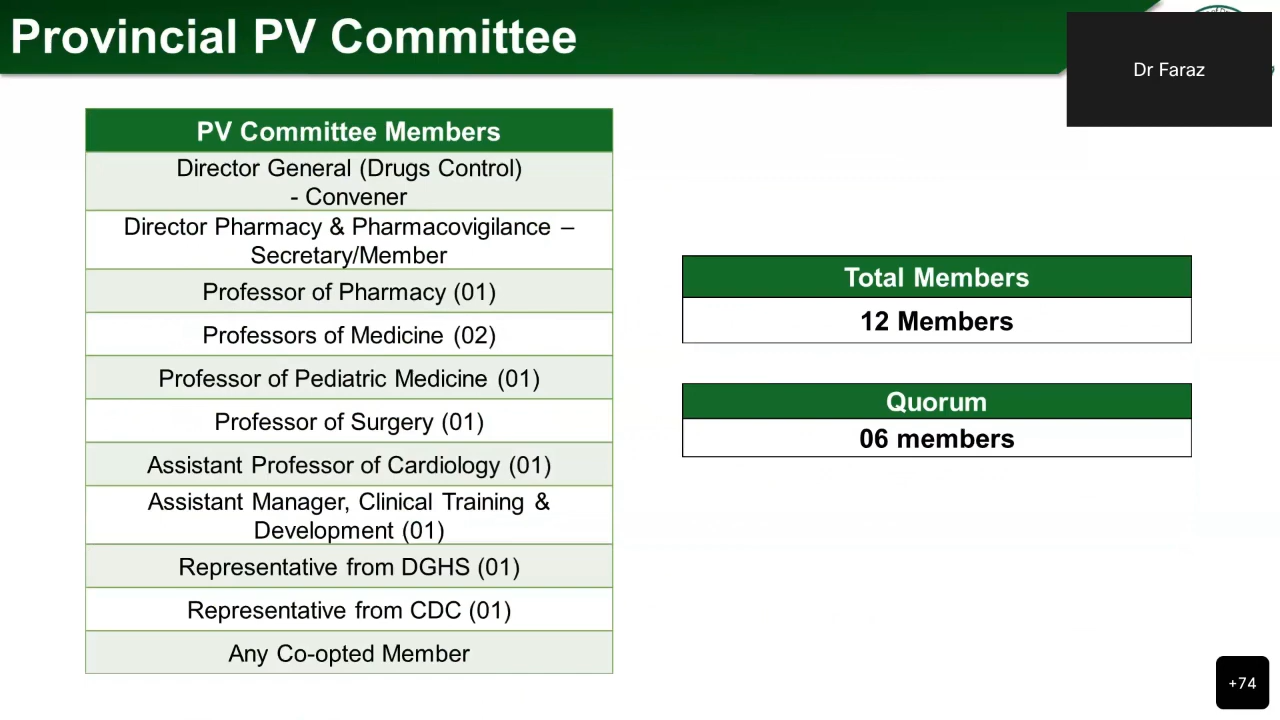 Provincial PV Committee
Dr Faraz
PV Committee Members
Director General (Drugs Control)
- Convener
Director Pharmacy & Pharmacovigilance –
Secretary/Member
Professor of Pharmacy (01)
Professors of Medicine (02)
Professor of Pediatric Medicine (01)
Professor of Surgery (01)
Assistant Professor of Cardiology (01)
Assistant Manager, Clinical Training &
Development (01)
Representative from DGHS (01)
Representative from CDC (01)
Any Co-opted Member
Total Members
12 Members
Quorum
06 members
+74